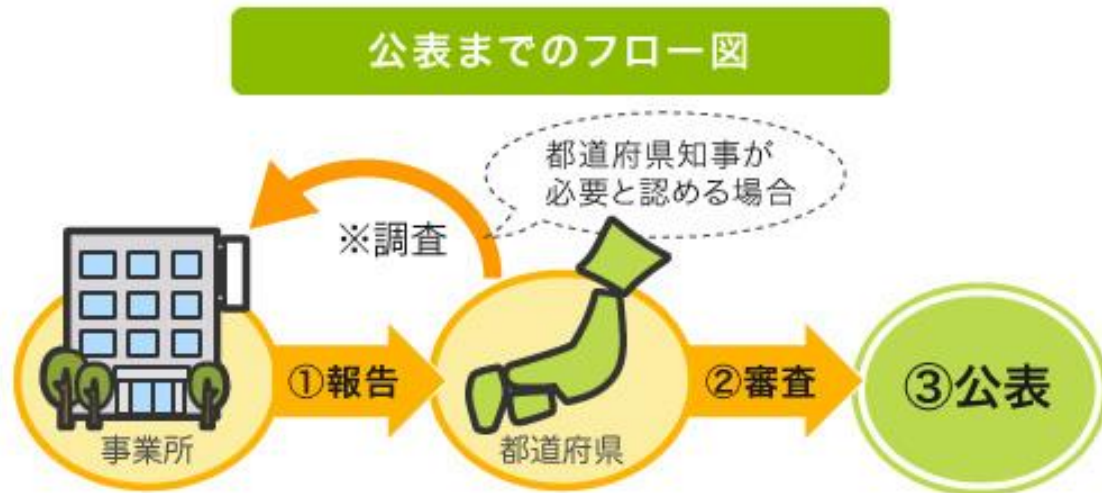 公表までのフロー図
都道府県知事が
必要と認める場合
※調査
①報告
②審査
③公表
事業所
都道府県